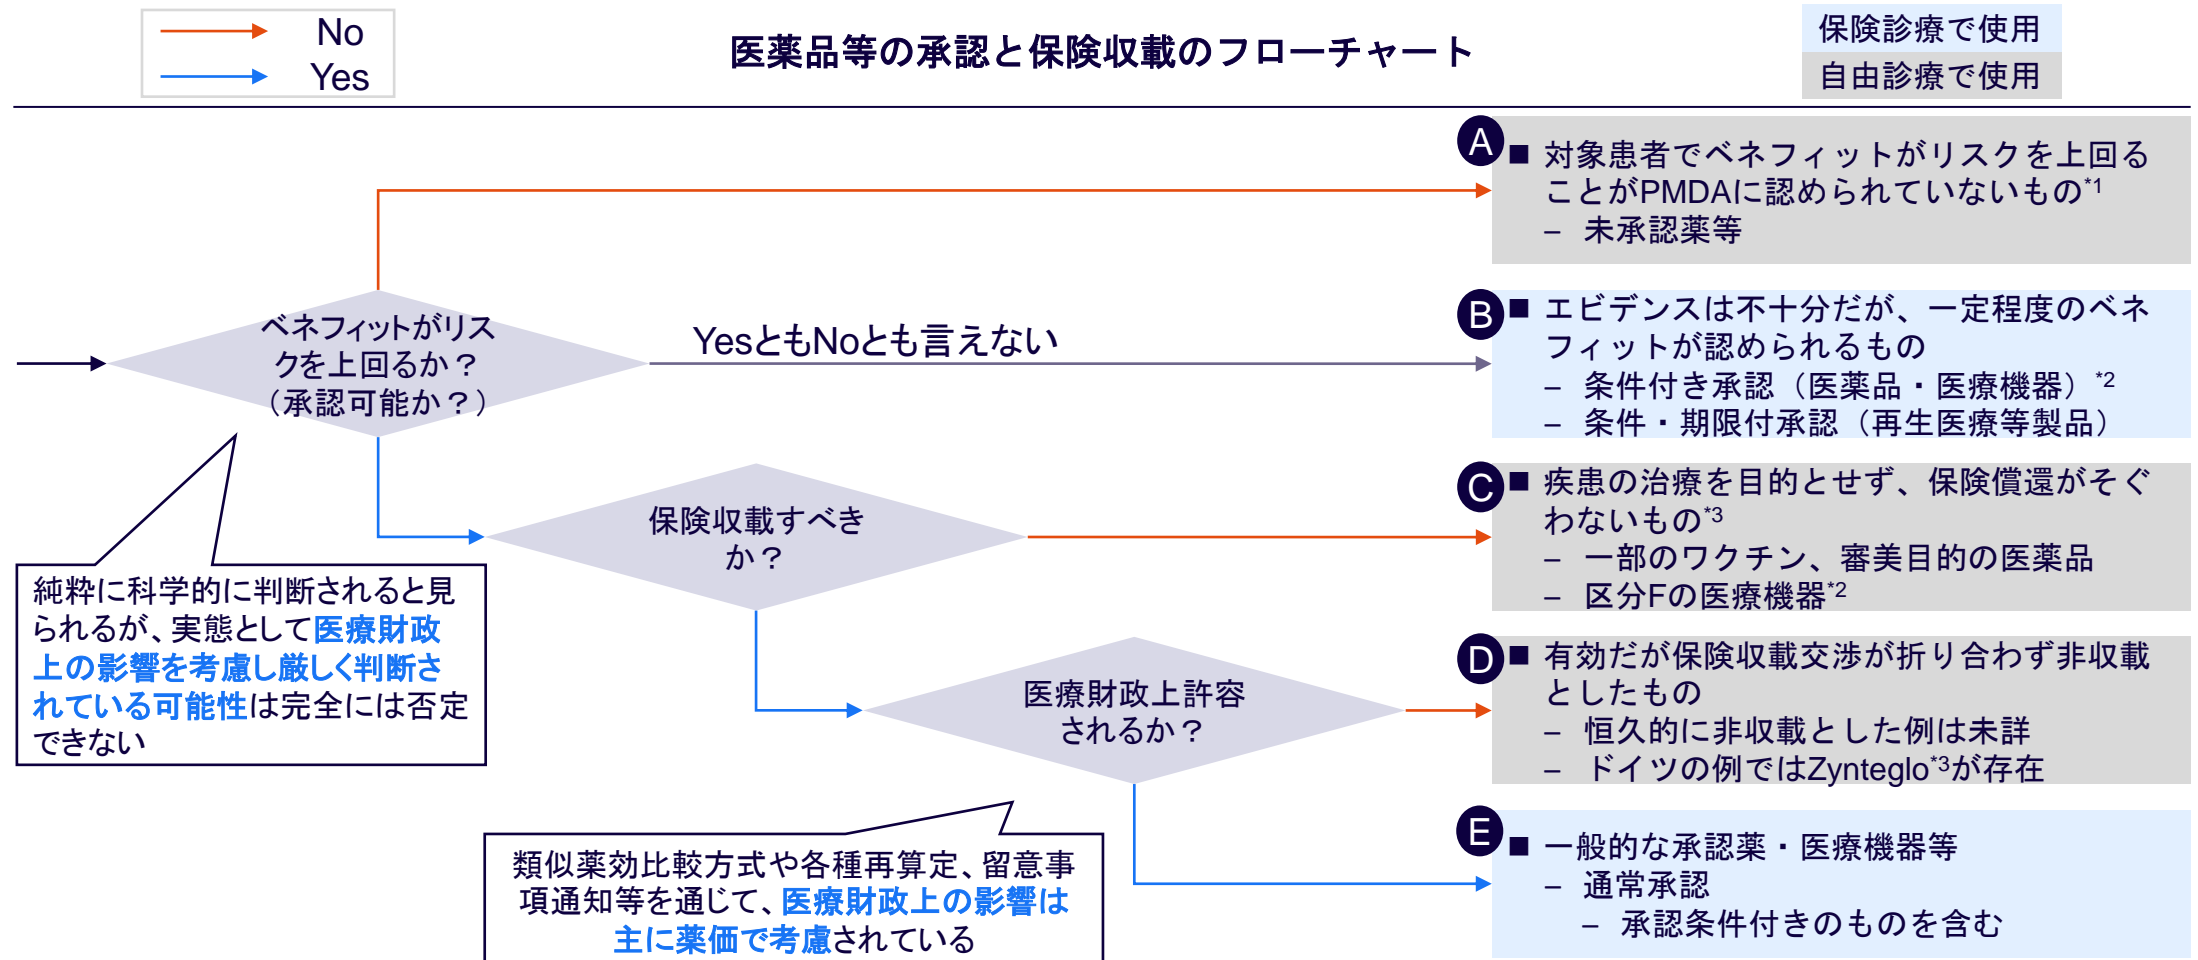 No
Yes
医薬品等の承認と保険収載のフローチャート
保険診療で使用
自由診療で使用
A
■ 対象患者でベネフィットがリスクを上回る
ことがPMDAに認められていないもの*1
– 未承認薬等
ベネフィットがリス
クを上回るか？
（承認可能か？）
YesともNoとも言えない
B
■ エビデンスは不十分だが、一定程度のベネ
フィットが認められるもの
– 条件付き承認（医薬品・医療機器）*2
– 条件・期限付承認（再生医療等製品）
保険収載すべき
か？
C
■ 疾患の治療を目的とせず、保険償還がそぐ
わないもの*3
– 一部のワクチン、審美目的の医薬品
– 区分Fの医療機器*2
純粋に科学的に判断されると見
られるが、実態として医療財政
上の影響を考慮し厳しく判断さ
れている可能性は完全には否定
できない
医療財政上許容
されるか？
D
■ 有効だが保険収載交渉が折り合わず非収載
としたもの
– 恒久的に非収載とした例は未詳
– ドイツの例ではZynteglo*3が存在
類似薬効比較方式や各種再算定、留意事
項通知等を通じて、医療財政上の影響は
主に薬価で考慮されている
E
■ 一般的な承認薬・医療機器等
– 通常承認
– 承認条件付きのものを含む